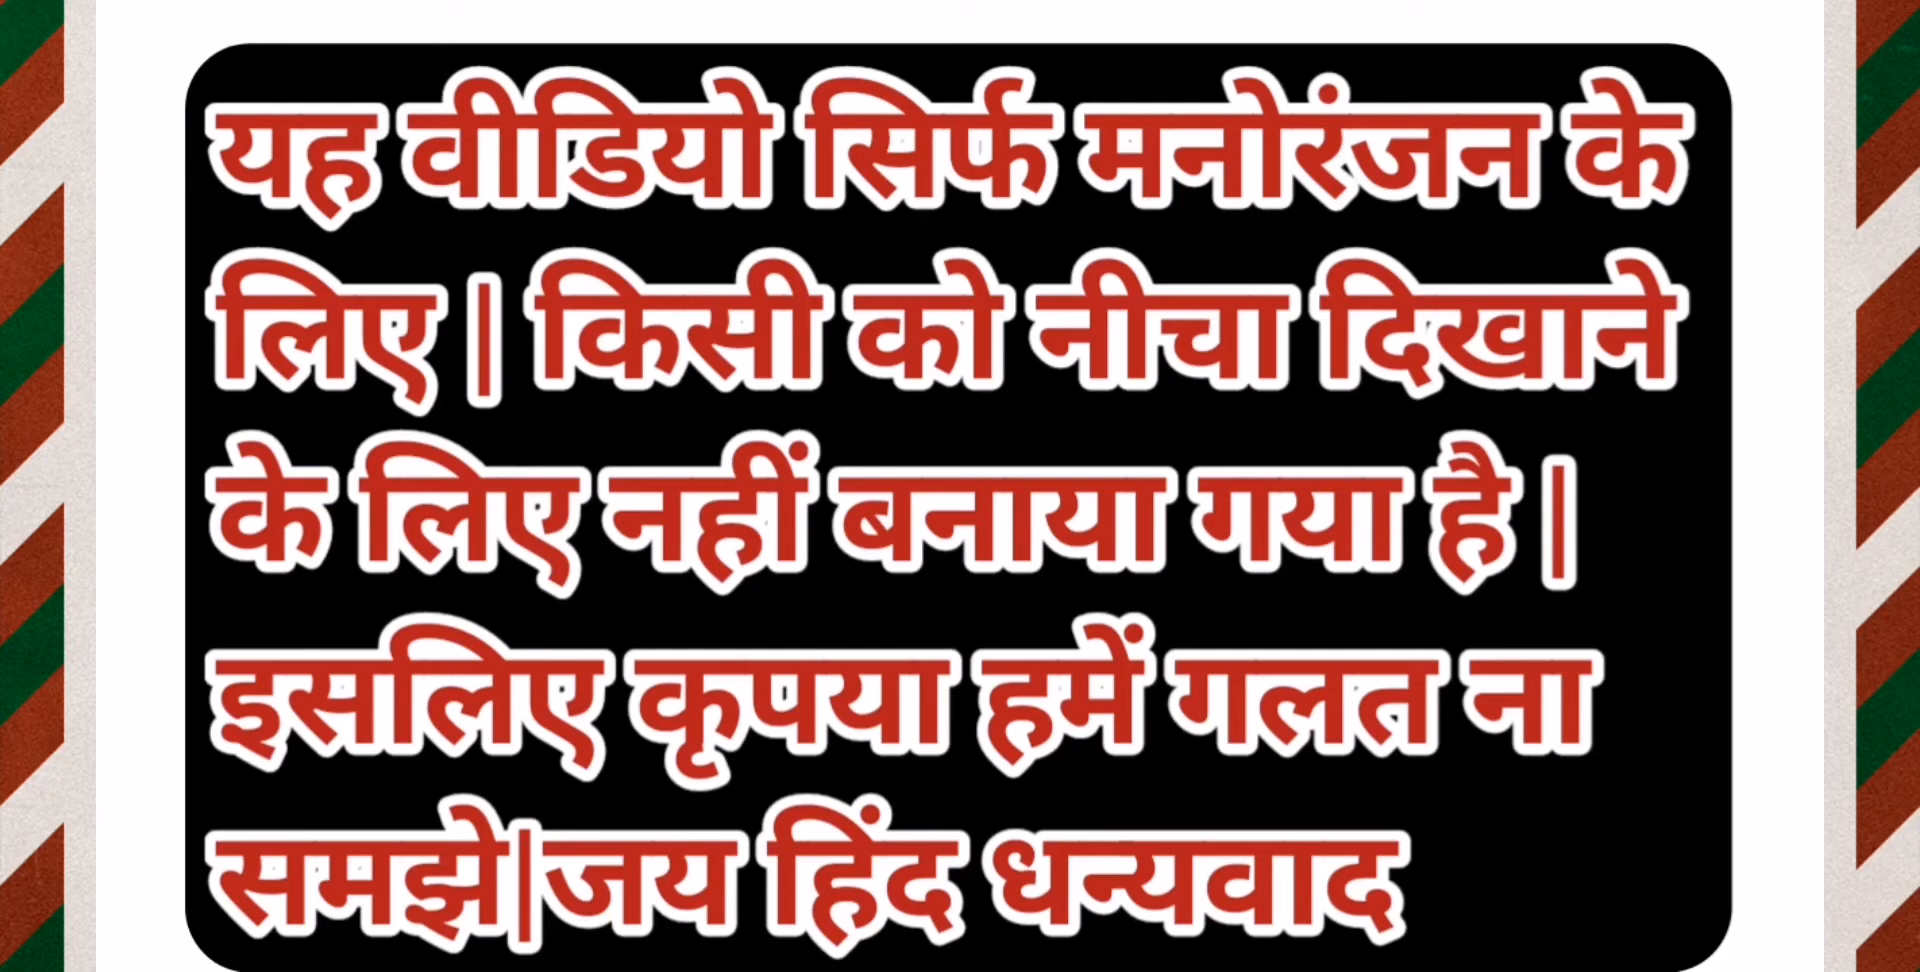 यह वीडियो सिर्फ मनोरंजन के
लिए | किसी को नीचा दिखाने
के लिए नहीं बनाया गया है |
इसलिए कृपया हमें गलत ना
समझे|जय हिंद धन्यवाद